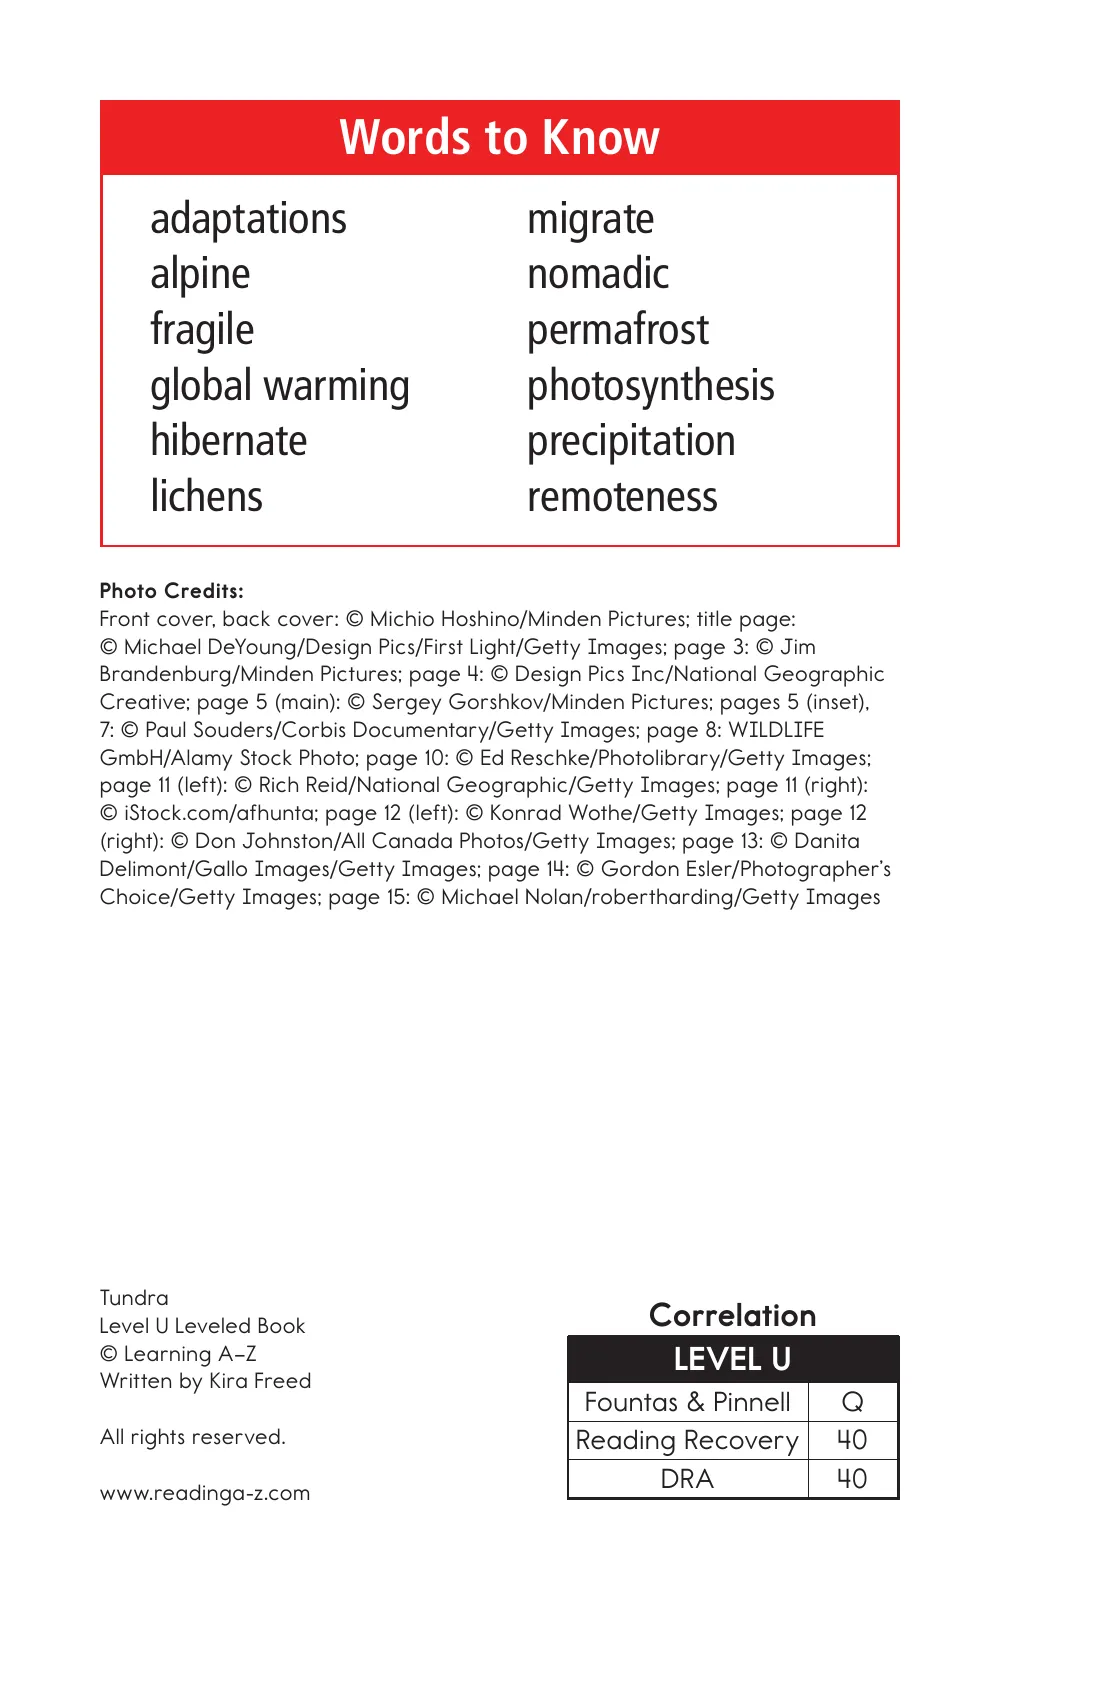 Words to Know
adaptations
alpine
fragile
global warming
hibernate
lichens
migrate
nomadic
permafrost
photosynthesis
precipitation
remoteness
Photo Credits:
Front cover, back cover: © Michio Hoshino/Minden Pictures; title page:
© Michael DeYoung/Design Pics/First Light/Getty Images; page 3: © Jim
Brandenburg/Minden Pictures; page 4: © Design Pics Inc/National Geographic
Creative; page 5 (main): © Sergey Gorshkov/Minden Pictures; pages 5 (inset),
7: © Paul Souders/Corbis Documentary/Getty Images; page 8: WILDLIFE
GmbH/Alamy Stock Photo; page 10: © Ed Reschke/Photolibrary/Getty Images;
page 11 (left): © Rich Reid/National Geographic/Getty Images; page 11 (right):
© iStock.com/afhunta; page 12 (left): © Konrad Wothe/Getty Images; page 12
(right): © Don Johnston/All Canada Photos/Getty Images; page 13: © Danita
Delimont/Gallo Images/Getty Images; page 14: © Gordon Esler/Photographer’s
Choice/Getty Images; page 15: © Michael Nolan/robertharding/Getty Images
Tundra
Level U Leveled Book
© Learning A–Z
Written by Kira Freed
All rights reserved.
www.readinga-z.com
Correlation
LEVEL U
Fountas & Pinnell Q
Reading Recovery 40
DRA 40